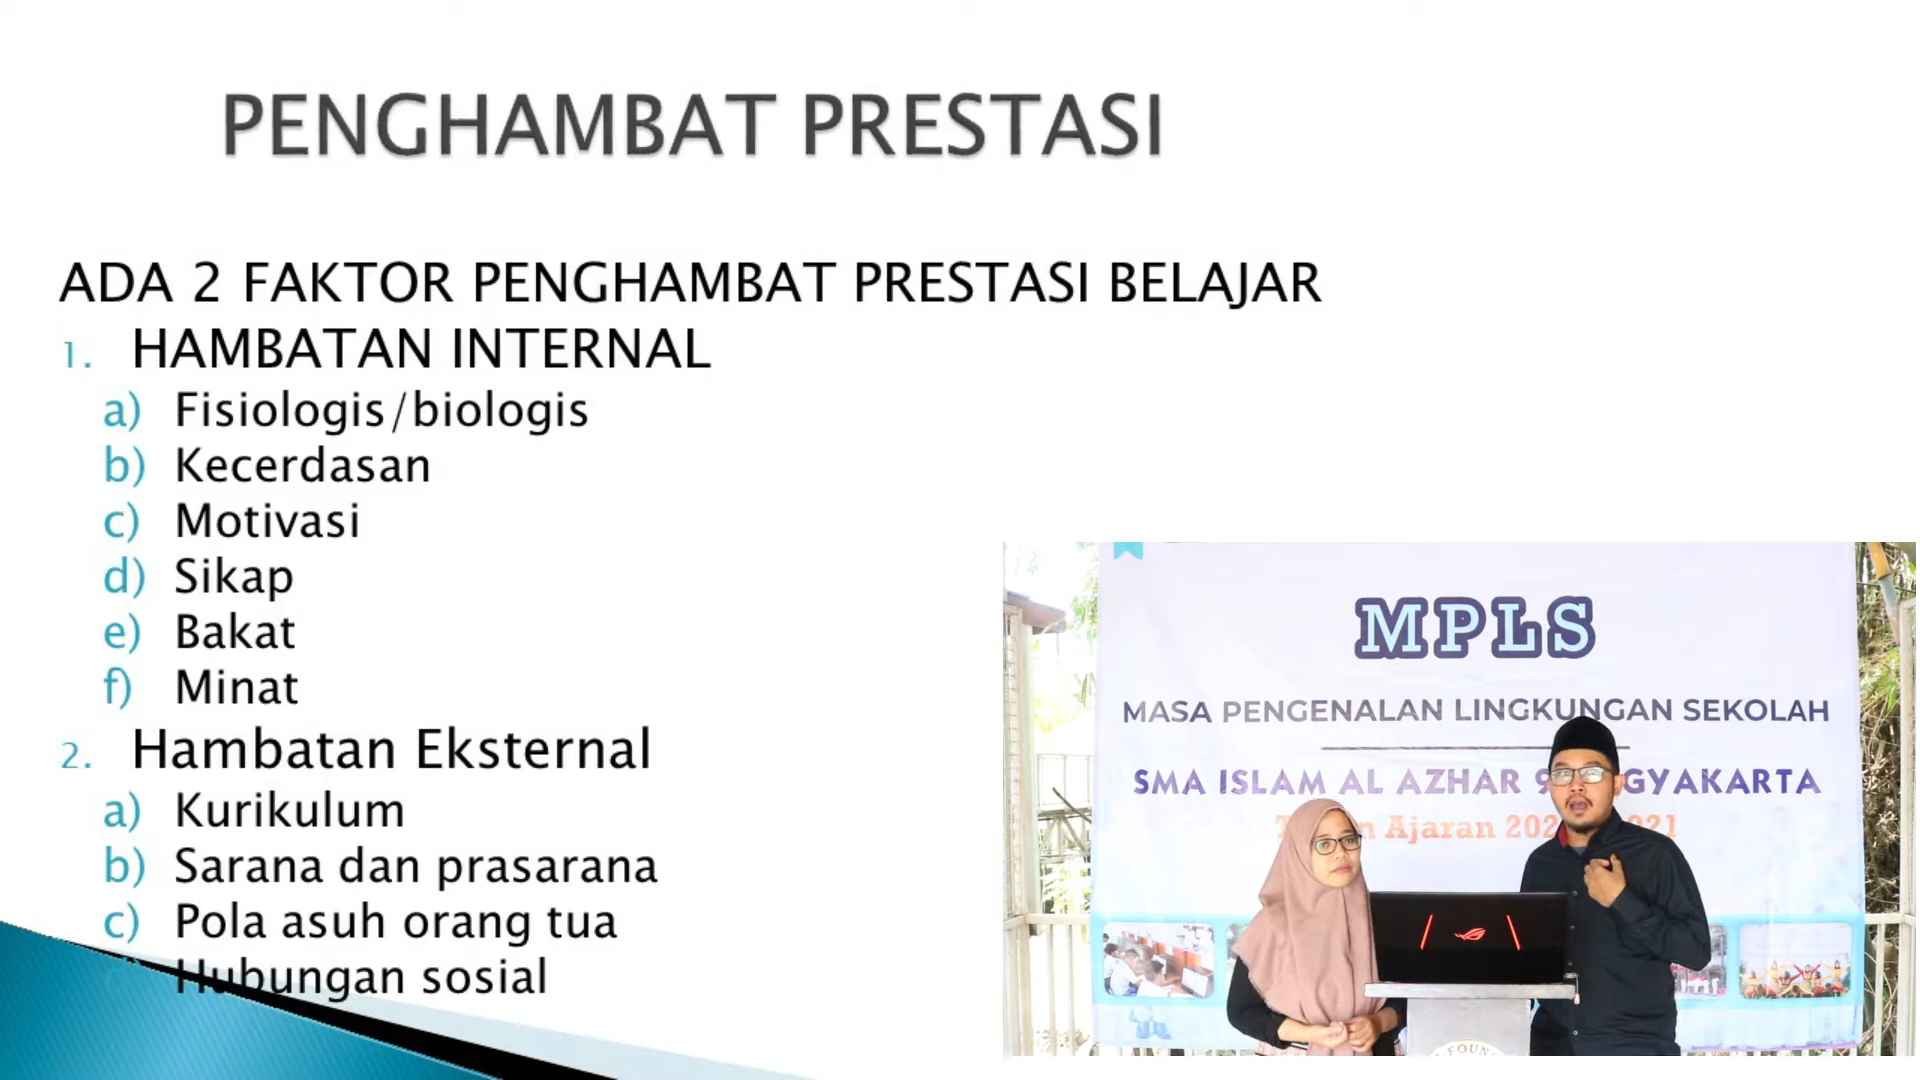 PENGHAMBAT PRESTASI
ADA 2 FAKTOR PENGHAMBAT PRESTASI BELAJAR
1. HAMBATAN INTERNAL
a) Fisiologis/biologis
b) Kecerdasan
c) Motivasi
d) Sikap
e) Bakat
f) Minat
2. Hambatan Eksternal
a) Kurikulum
b) Sarana dan prasarana
c) Pola asuh orang tua
d) Hubungan sosial
MPLS
MASA PENGENALAN LINGKUNGAN SEKOLAH
SMA ISLAM AL AZHAR 9 GYAKARTA
Ajaran